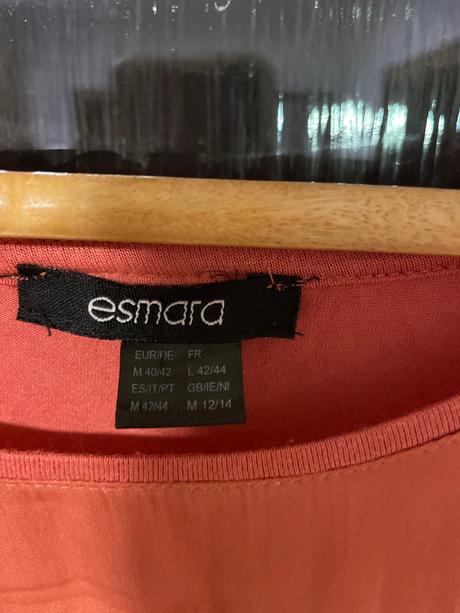 esmara
EUR/DE FR
M 40/42 L 42/44
ES/IT/PT GB/IE/NI
M 42/44 M 12/14